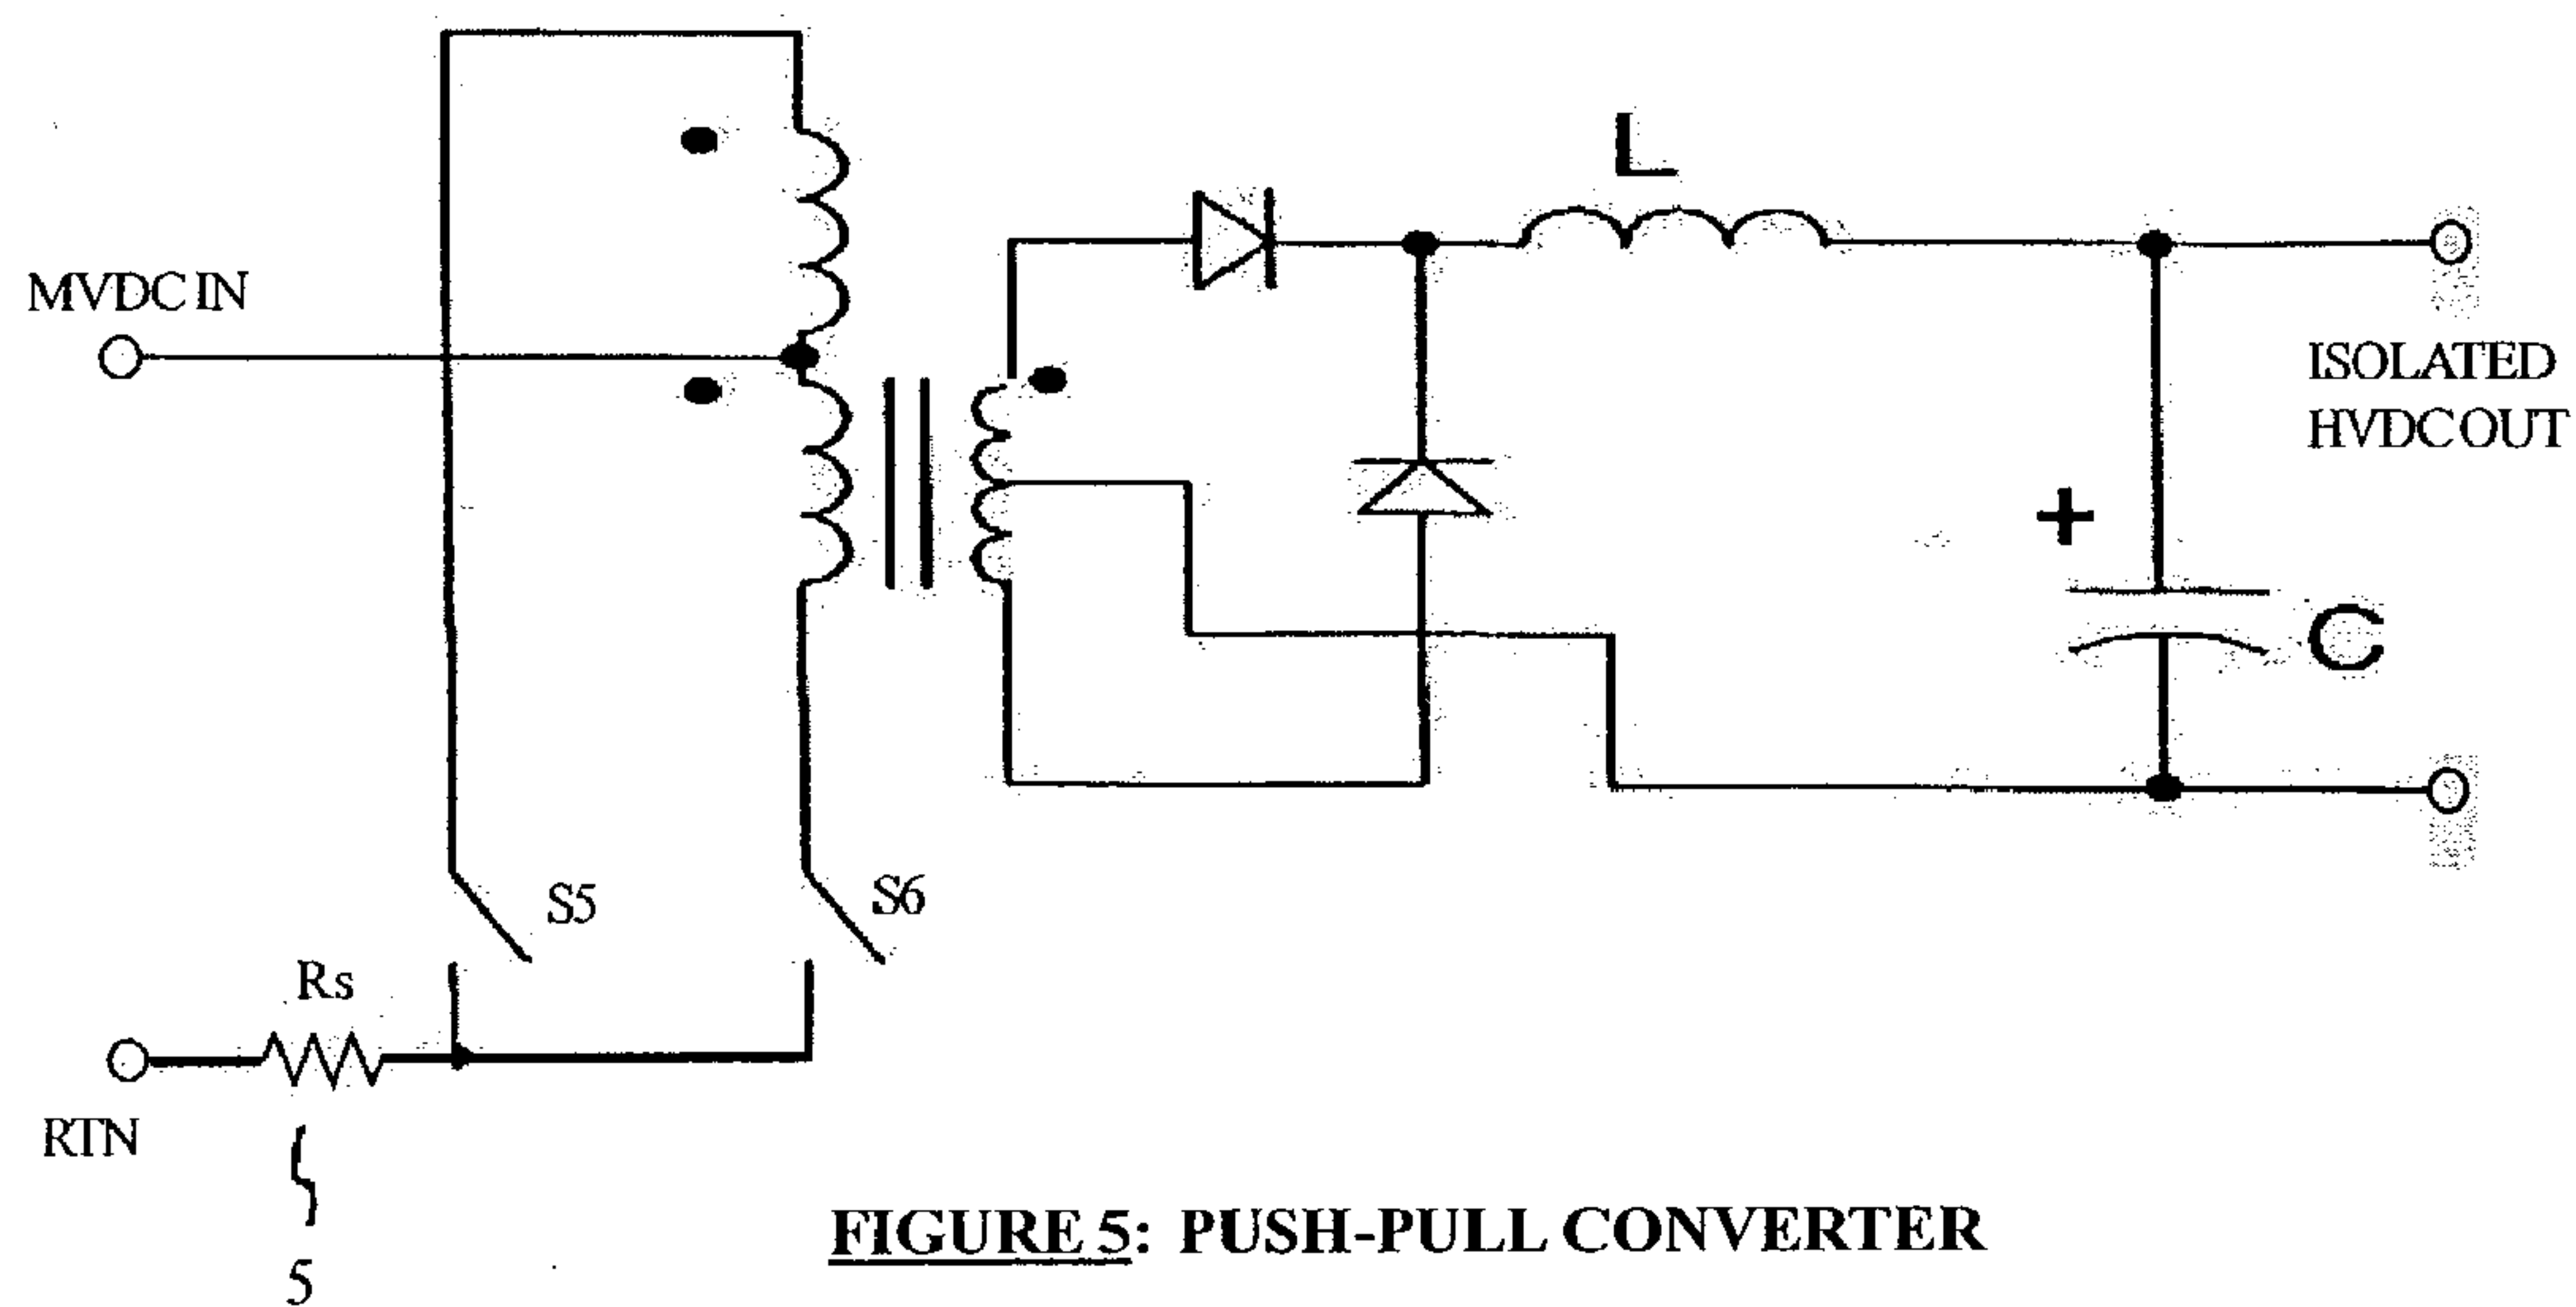 L
MVDC IN
ISOLATED
HVDC OUT
+
C
S5
S6
Rs
RTN
5
FIGURE 5: PUSH-PULL CONVERTER